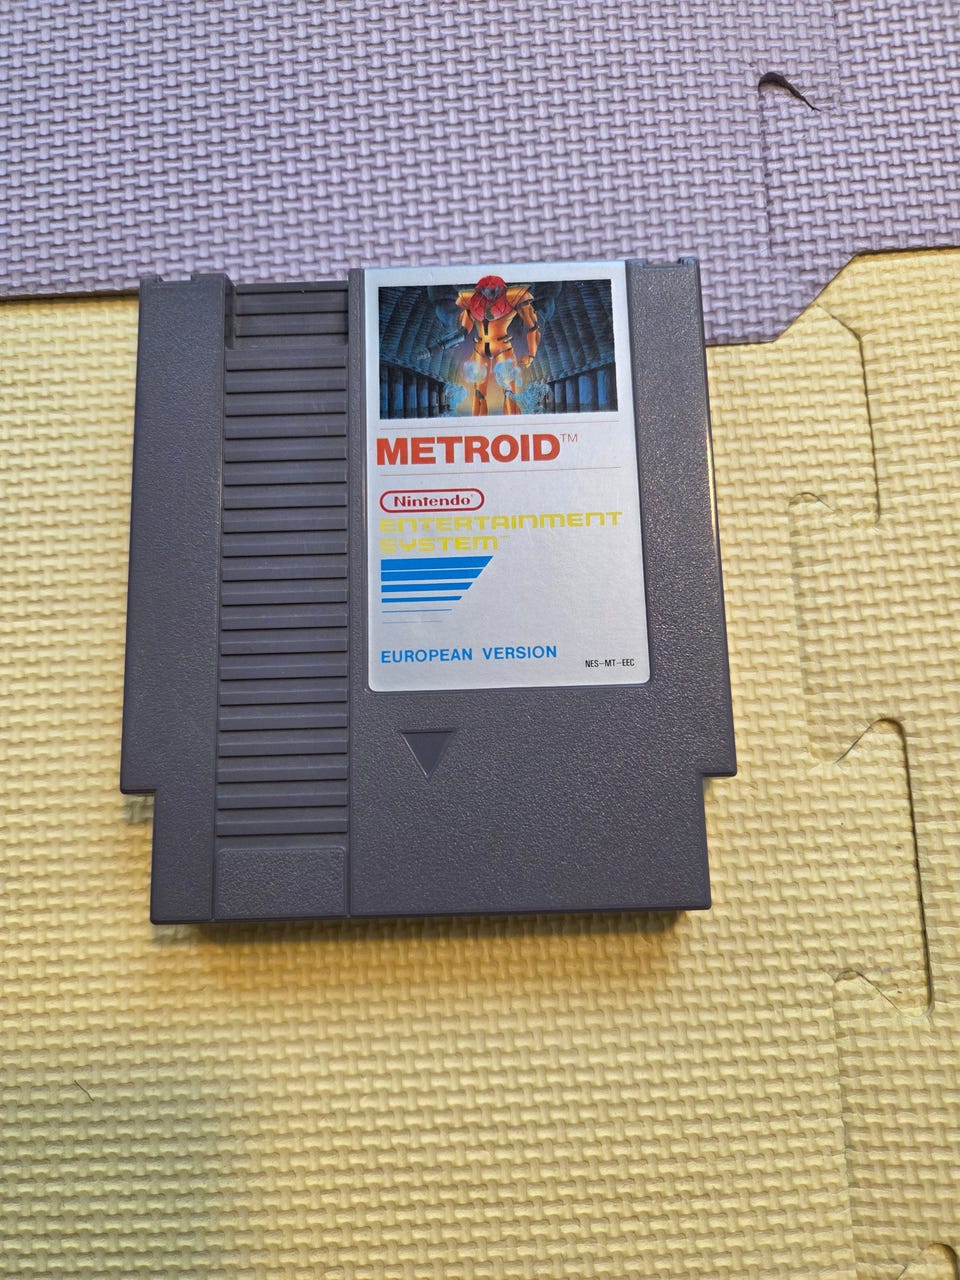 METROID™
Nintendo®
ENTERTAINMENT
SYSTEM™
EUROPEAN VERSION
NES-MT-EEC